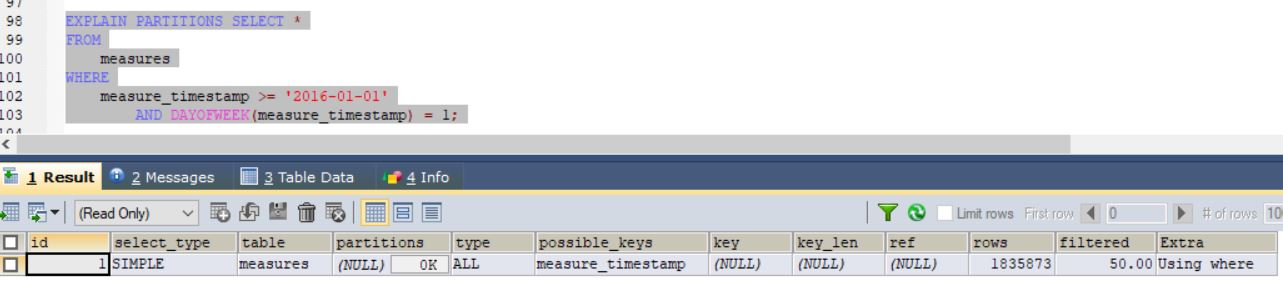 97
98 EXPLAIN PARTITIONS SELECT *
99 FROM
100 measures
101 WHERE
102 measure_timestamp >= '2016-01-01'
103 AND DAYOFWEEK(measure_timestamp) = 1;
104
1 Result 2 Messages 3 Table Data 4 Info
(Read Only) Limit rows First row 0 # of rows 10
id select_type table partitions type possible_keys key key_len ref rows filtered Extra
1 SIMPLE measures (NULL) 0K ALL measure_timestamp (NULL) (NULL) (NULL) 1835873 50.00 Using where